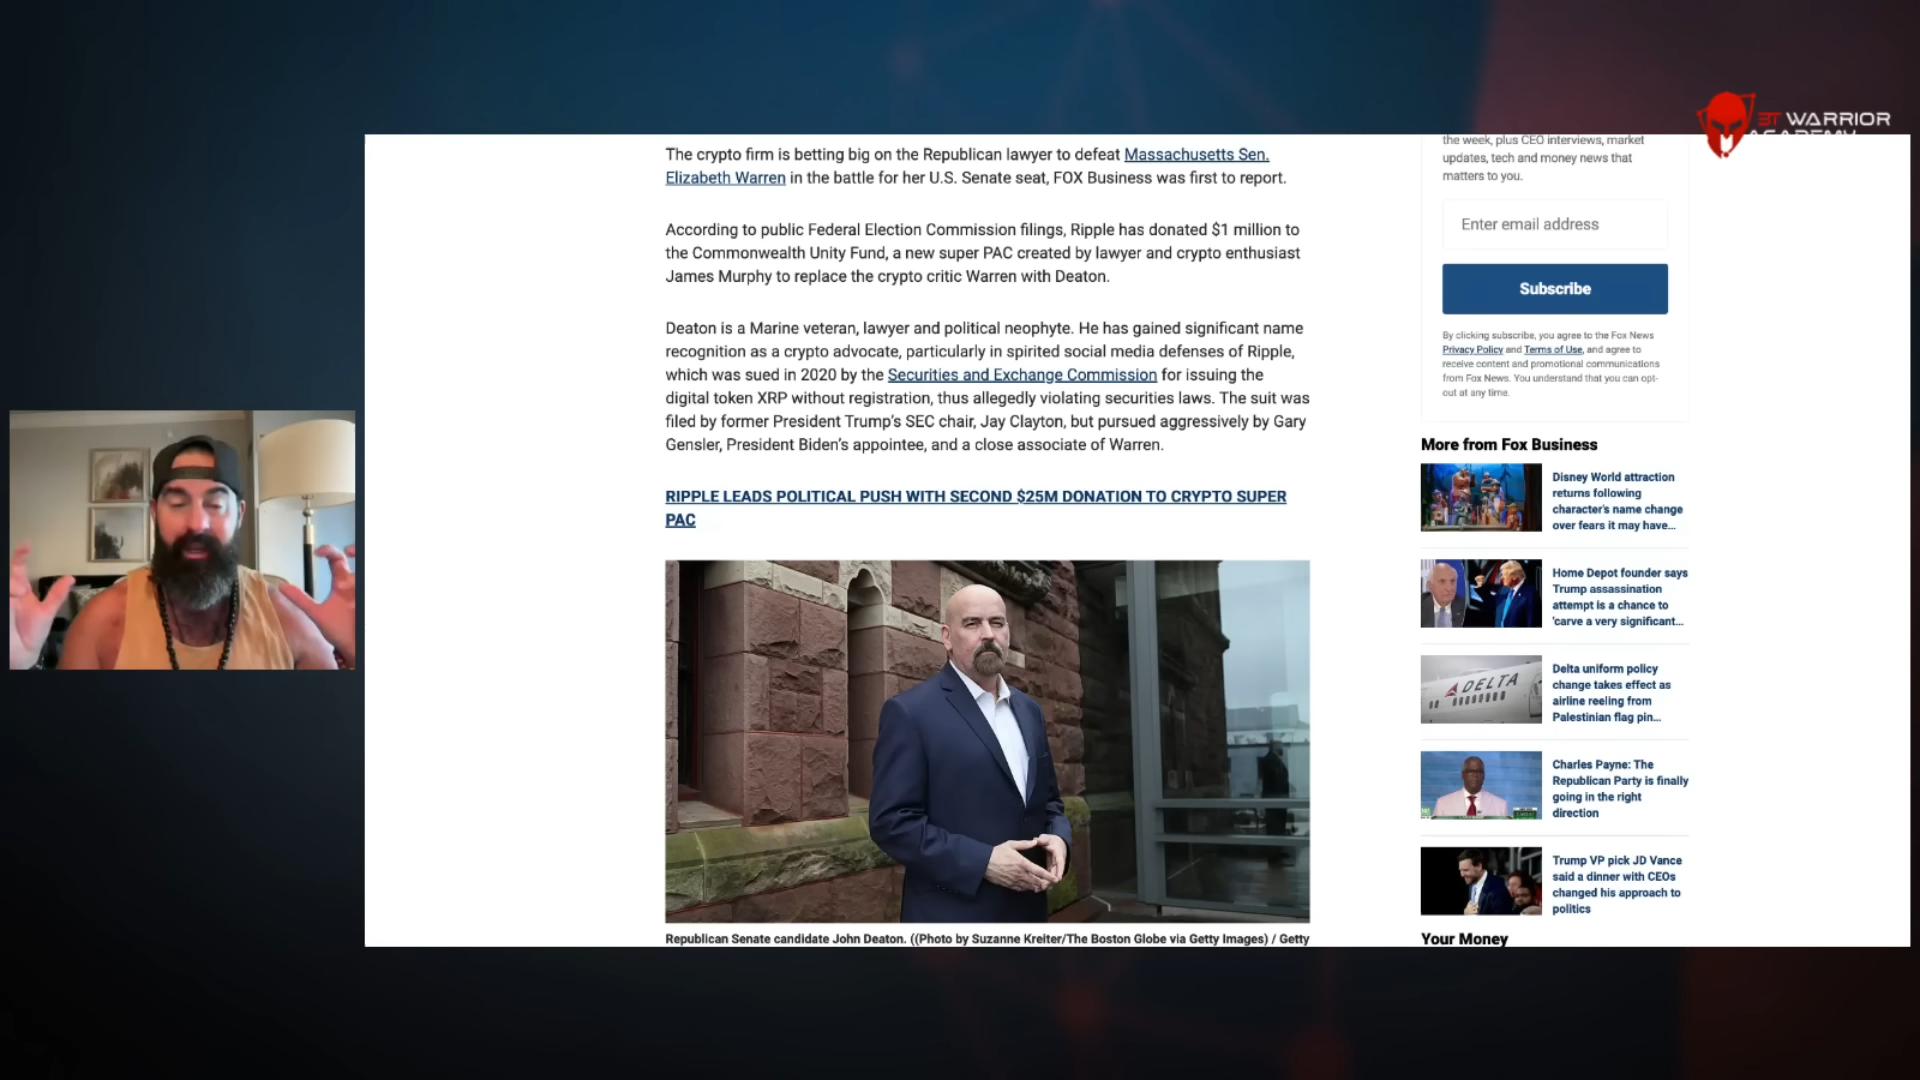 The crypto firm is betting big on the Republican lawyer to defeat Massachusetts Sen.
Elizabeth Warren in the battle for her U.S. Senate seat, FOX Business was first to report.
According to public Federal Election Commission filings, Ripple has donated $1 million to
the Commonwealth Unity Fund, a new super PAC created by lawyer and crypto enthusiast
James Murphy to replace the crypto critic Warren with Deaton.
Deaton is a Marine veteran, lawyer and political neophyte. He has gained significant name
recognition as a crypto advocate, particularly in spirited social media defenses of Ripple,
which was sued in 2020 by the Securities and Exchange Commission for issuing the
digital token XRP without registration, thus allegedly violating securities laws. The suit was
filed by former President Trump’s SEC chair, Jay Clayton, but pursued aggressively by Gary
Gensler, President Biden’s appointee, and a close associate of Warren.
RIPPLE LEADS POLITICAL PUSH WITH SECOND $25M DONATION TO CRYPTO SUPER
PAC
Republican Senate candidate John Deaton. ((Photo by Suzanne Kreiter/The Boston Globe via Getty Images) / Getty
3T WARRIOR
ACADEMY
the week, plus CEO interviews, market
updates, tech and money news that
matters to you.
Enter email address
Subscribe
By clicking subscribe, you agree to the Fox News
Privacy Policy and Terms of Use, and agree to
receive content and promotional communications
from Fox News. You understand that you can opt-
out at any time.
More from Fox Business
Disney World attraction
returns following
character's name change
over fears it may have...
Home Depot founder says
Trump assassination
attempt is a chance to
'carve a very significant...
DELTA
Delta uniform policy
change takes effect as
airline reeling from
Palestinian flag pin...
Charles Payne: The
Republican Party is finally
going in the right
direction
Trump VP pick JD Vance
said a dinner with CEOs
changed his approach to
politics
Your Money